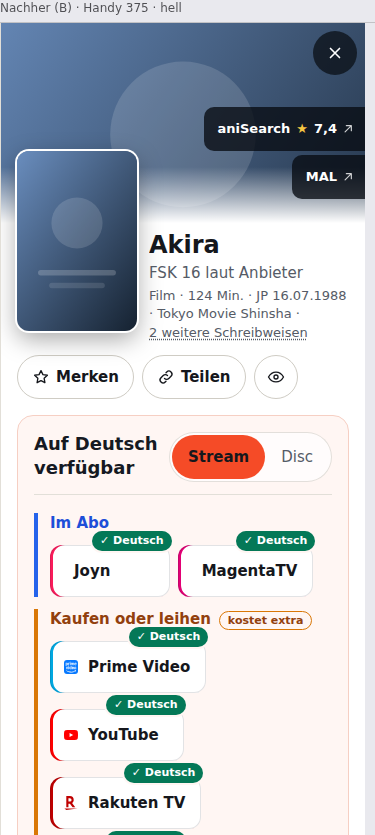 Nachher (B) · Handy 375 · hell
aniSearch ★ 7,4 ↗
MAL ↗
Akira
FSK 16 laut Anbieter
Film · 124 Min. · JP 16.07.1988
· Tokyo Movie Shinsha ·
2 weitere Schreibweisen
Merken
Teilen
Auf Deutsch
verfügbar
Stream
Disc
Im Abo
✓ Deutsch
Joyn
✓ Deutsch
MagentaTV
Kaufen oder leihen
kostet extra
✓ Deutsch
Prime Video
✓ Deutsch
YouTube
✓ Deutsch
Rakuten TV